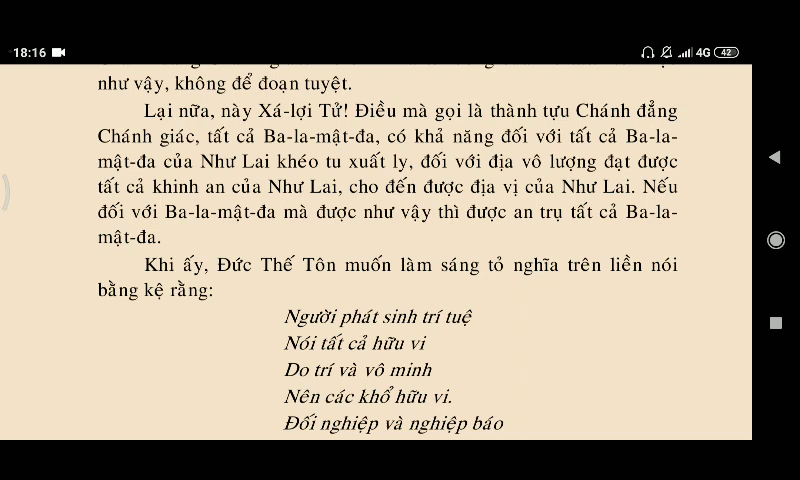 18:16
4G 42
như vậy, không để đoạn tuyệt.
Lại nữa, này Xá-lợi Tử! Điều mà gọi là thành tựu Chánh đẳng
Chánh giác, tất cả Ba-la-mật-đa, có khả năng đối với tất cả Ba-la-
mật-đa của Như Lai khéo tu xuất ly, đối với địa vô lượng đạt được
tất cả khinh an của Như Lai, cho đến được địa vị của Như Lai. Nếu
đối với Ba-la-mật-đa mà được như vậy thì được an trụ tất cả Ba-la-
mật-đa.
Khi ấy, Đức Thế Tôn muốn làm sáng tỏ nghĩa trên liền nói
bằng kệ rằng:
Người phát sinh trí tuệ
Nói tất cả hữu vi
Do trí và vô minh
Nên các khổ hữu vi.
Đối nghiệp và nghiệp báo